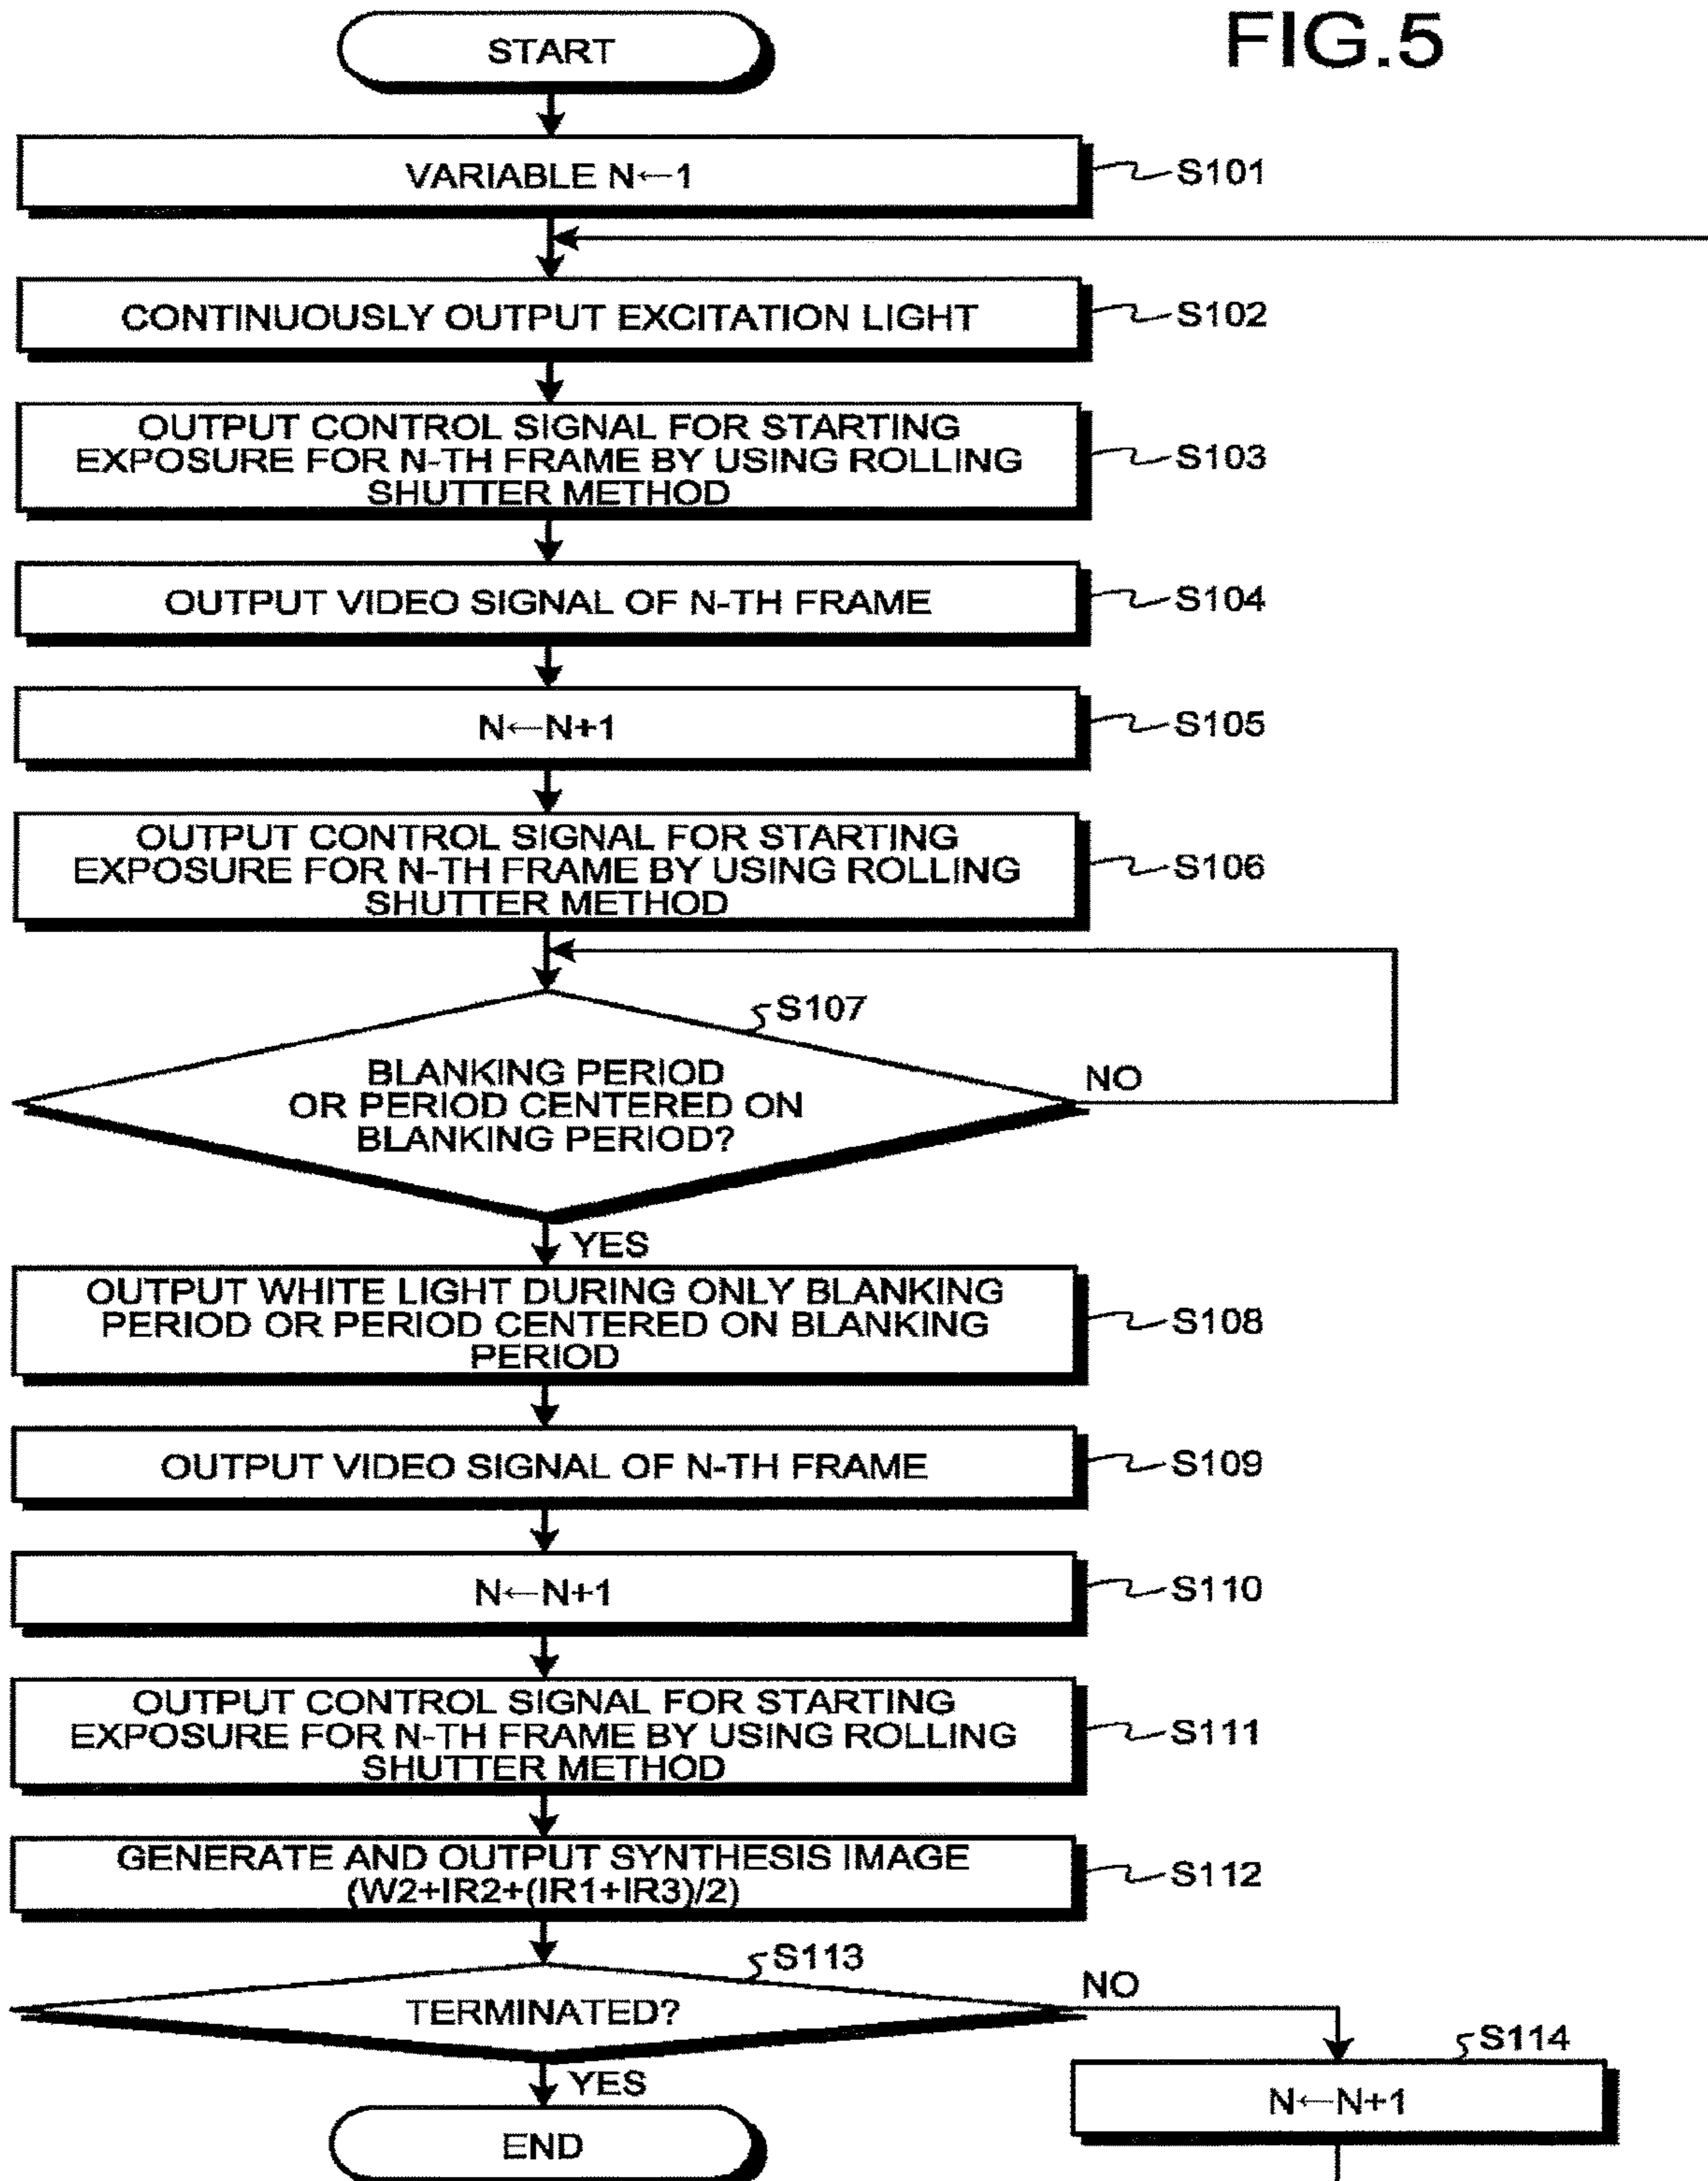 FIG.5
START
VARIABLE N←1
S101
CONTINUOUSLY OUTPUT EXCITATION LIGHT
S102
OUTPUT CONTROL SIGNAL FOR STARTING
EXPOSURE FOR N-TH FRAME BY USING ROLLING
SHUTTER METHOD
S103
OUTPUT VIDEO SIGNAL OF N-TH FRAME
S104
N←N+1
S105
OUTPUT CONTROL SIGNAL FOR STARTING
EXPOSURE FOR N-TH FRAME BY USING ROLLING
SHUTTER METHOD
S106
S107
BLANKING PERIOD
OR PERIOD CENTERED ON
BLANKING PERIOD?
NO
YES
OUTPUT WHITE LIGHT DURING ONLY BLANKING
PERIOD OR PERIOD CENTERED ON BLANKING
PERIOD
S108
OUTPUT VIDEO SIGNAL OF N-TH FRAME
S109
N←N+1
S110
OUTPUT CONTROL SIGNAL FOR STARTING
EXPOSURE FOR N-TH FRAME BY USING ROLLING
SHUTTER METHOD
S111
GENERATE AND OUTPUT SYNTHESIS IMAGE
(W2+IR2+(IR1+IR3)/2)
S112
S113
TERMINATED?
NO
S114
N←N+1
YES
END